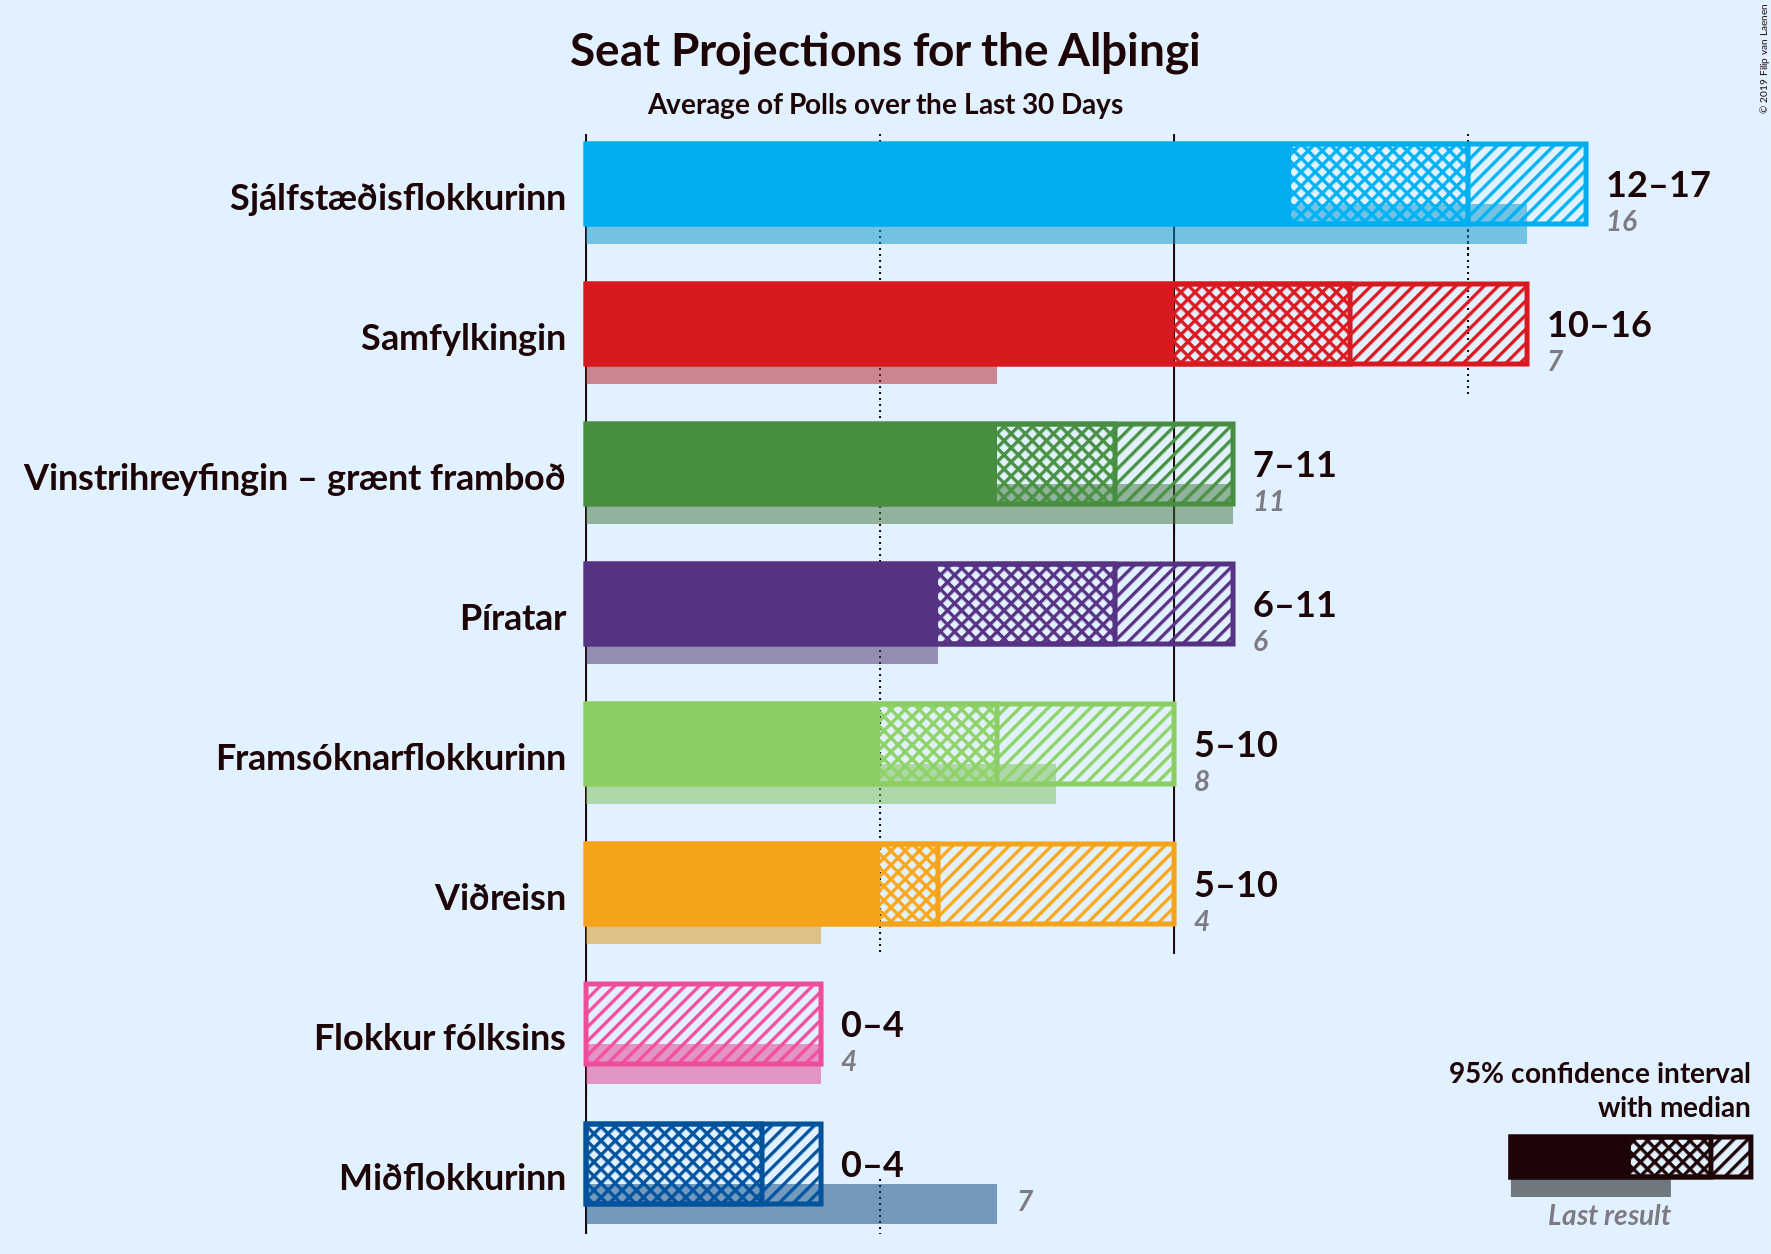 Seat Projections for the Alþingi
Average of Polls over the Last 30 Days
© 2019 Filip van Laenen
Sjálfstæðisflokkurinn
12–17
16
Samfylkingin
10–16
7
Vinstrihreyfingin – grænt framboð
7–11
11
Píratar
6–11
6
Framsóknarflokkurinn
5–10
8
Viðreisn
5–10
4
Flokkur fólksins
0–4
4
Miðflokkurinn
0–4
7
95% confidence interval
with median
Last result